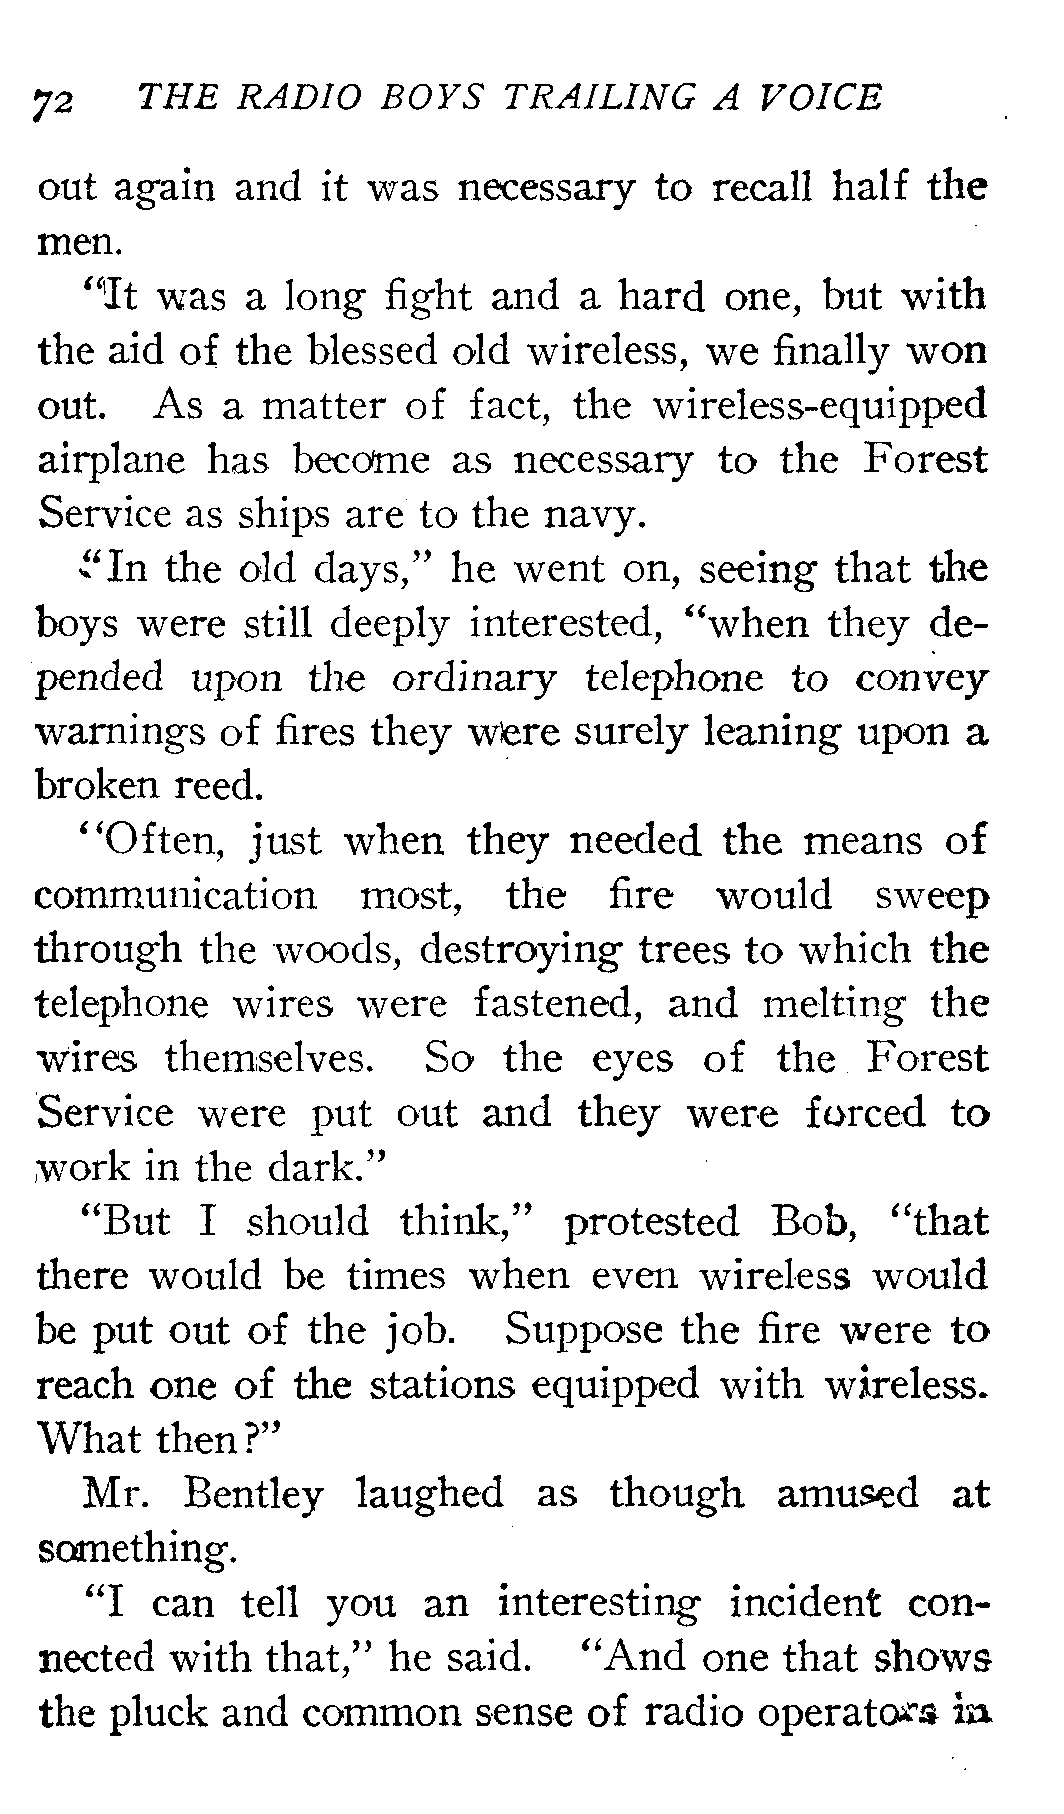 72 THE RADIO BOYS TRAILING A VOICE
out again and it was necessary to recall half the
men.
"It was a long fight and a hard one, but with
the aid of the blessed old wireless, we finally won
out. As a matter of fact, the wireless-equipped
airplane has become as necessary to the Forest
Service as ships are to the navy.
"In the old days," he went on, seeing that the
boys were still deeply interested, "when they de-
pended upon the ordinary telephone to convey
warnings of fires they were surely leaning upon a
broken reed.
"Often, just when they needed the means of
communication most, the fire would sweep
through the woods, destroying trees to which the
telephone wires were fastened, and melting the
wires themselves. So the eyes of the Forest
Service were put out and they were forced to
work in the dark."
"But I should think," protested Bob, "that
there would be times when even wireless would
be put out of the job. Suppose the fire were to
reach one of the stations equipped with wireless.
What then?"
Mr. Bentley laughed as though amused at
something.
"I can tell you an interesting incident con-
nected with that," he said. "And one that shows
the pluck and common sense of radio operators in